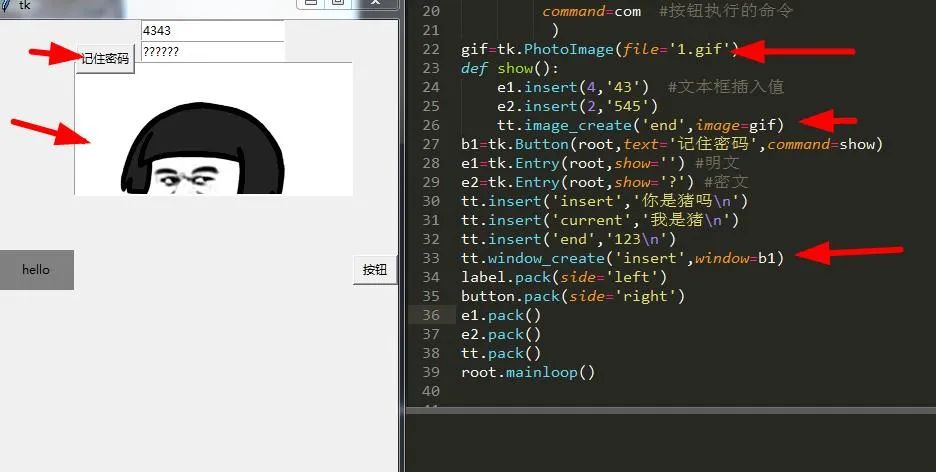 tk
4343
??????
记住密码
hello
按钮
20 command=com #按钮执行的命令
21 )
22 gif=tk.PhotoImage(file='1.gif')
23 def show():
24 e1.insert(4,'43') #文本框插入值
25 e2.insert(2,'545')
26 tt.image_create('end',image=gif)
27 b1=tk.Button(root,text='记住密码',command=show)
28 e1=tk.Entry(root,show='') #明文
29 e2=tk.Entry(root,show='?') #密文
30 tt.insert('insert','你是猪吗\n')
31 tt.insert('current','我是猪\n')
32 tt.insert('end','123\n')
33 tt.window_create('insert',window=b1)
34 label.pack(side='left')
35 button.pack(side='right')
36 e1.pack()
37 e2.pack()
38 tt.pack()
39 root.mainloop()
40